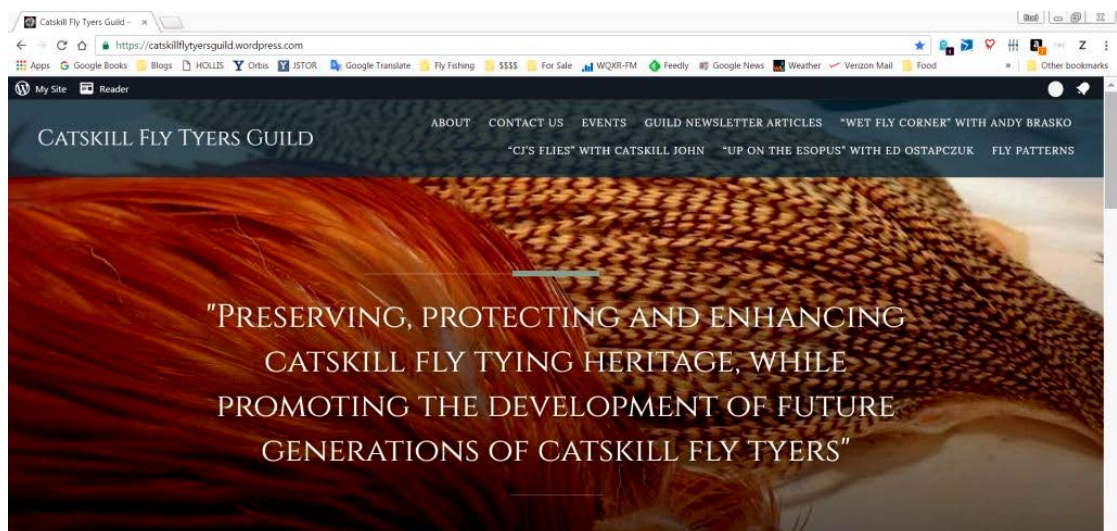 Catskill Fly Tyers Guild –
https://catskillflytyersguild.wordpress.com
Apps Google Books Blogs HOLLIS Orbis JSTOR Google Translate Fly Fishing $$$$ For Sale WQXR-FM Feedly Google News Weather Verizon Mail Food » Other bookmarks
My Site Reader
CATSKILL FLY TYERS GUILD
ABOUT CONTACT US EVENTS GUILD NEWSLETTER ARTICLES "WET FLY CORNER" WITH ANDY BRASKO
"CJ'S FLIES" WITH CATSKILL JOHN "UP ON THE ESOPUS" WITH ED OSTAPCZUK FLY PATTERNS
"PRESERVING, PROTECTING AND ENHANCING
CATSKILL FLY TYING HERITAGE, WHILE
PROMOTING THE DEVELOPMENT OF FUTURE
GENERATIONS OF CATSKILL FLY TYERS"